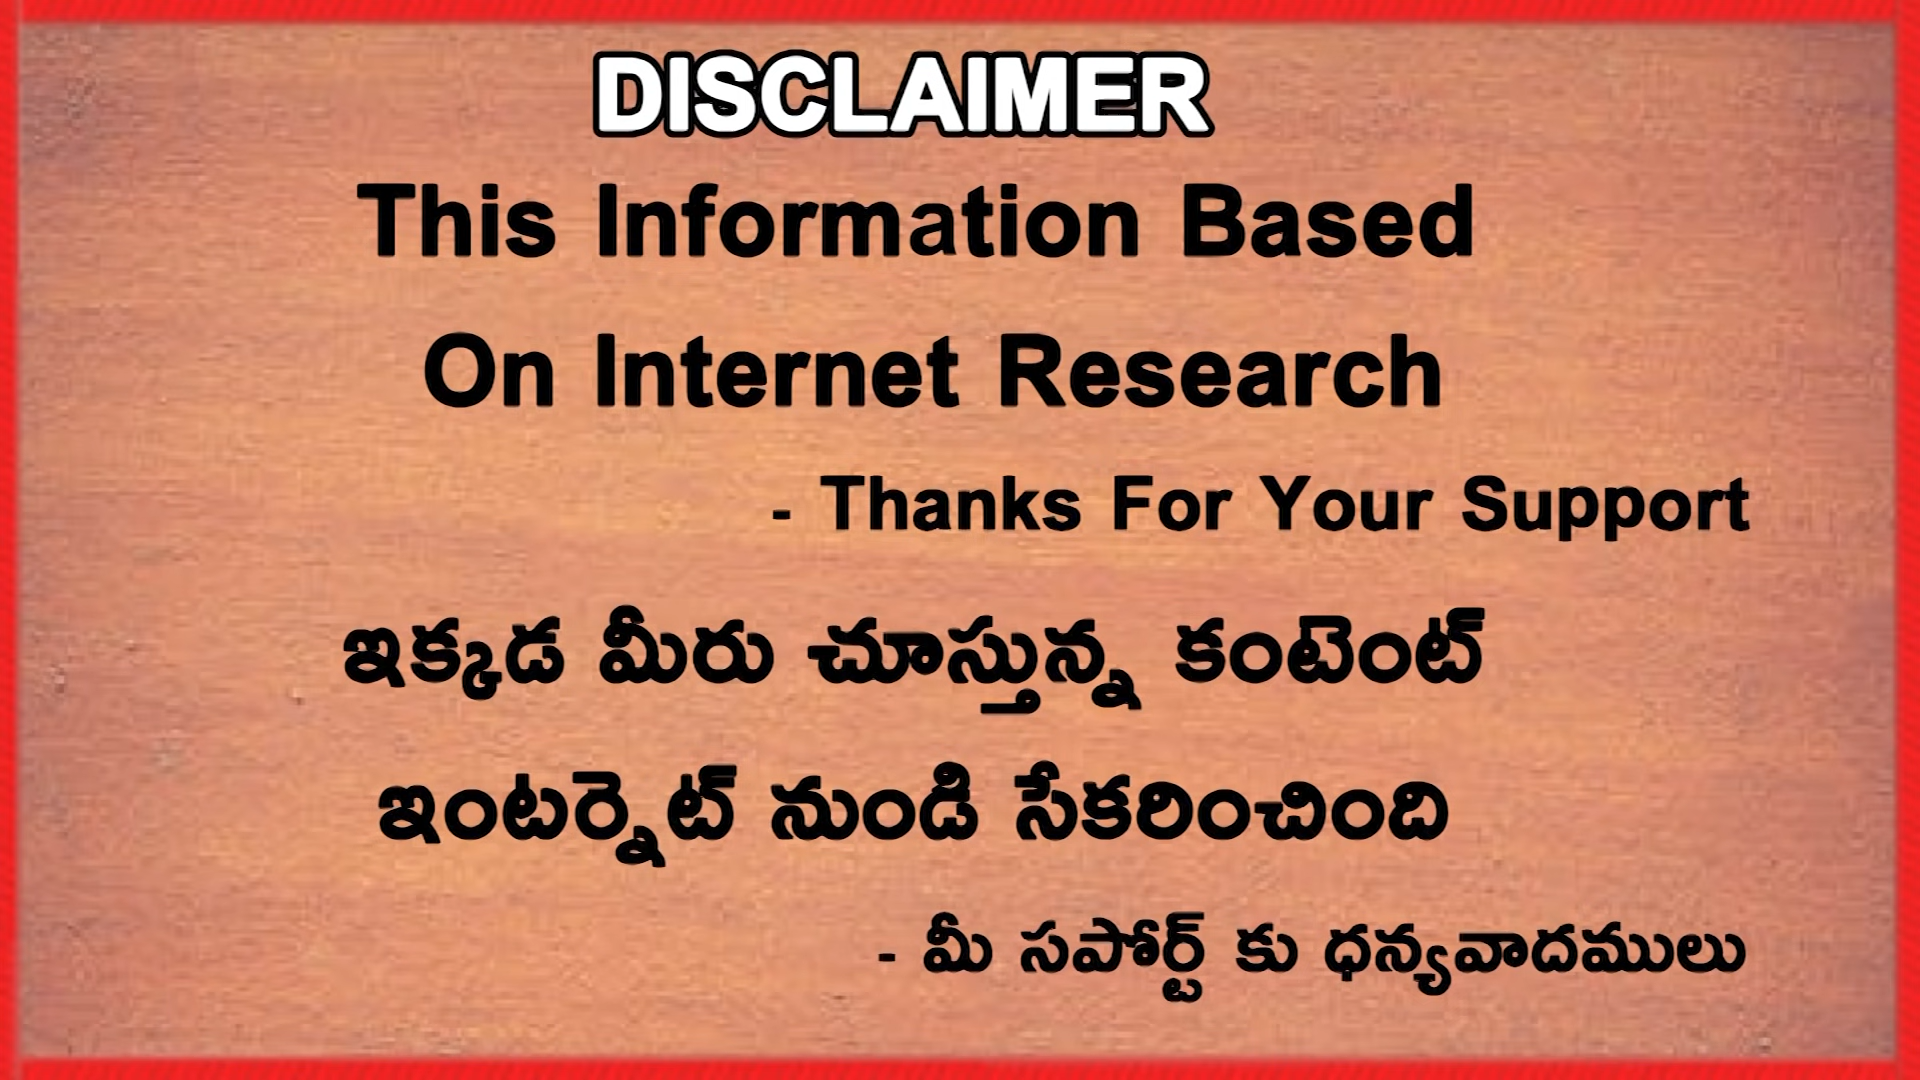 DISCLAIMER
This Information Based
On Internet Research
- Thanks For Your Support
ఇక్కడ మీరు చూస్తున్న కంటెంట్
ఇంటర్నెట్ నుండి సేకరించింది
- మీ సపోర్ట్ కు ధన్యవాదములు